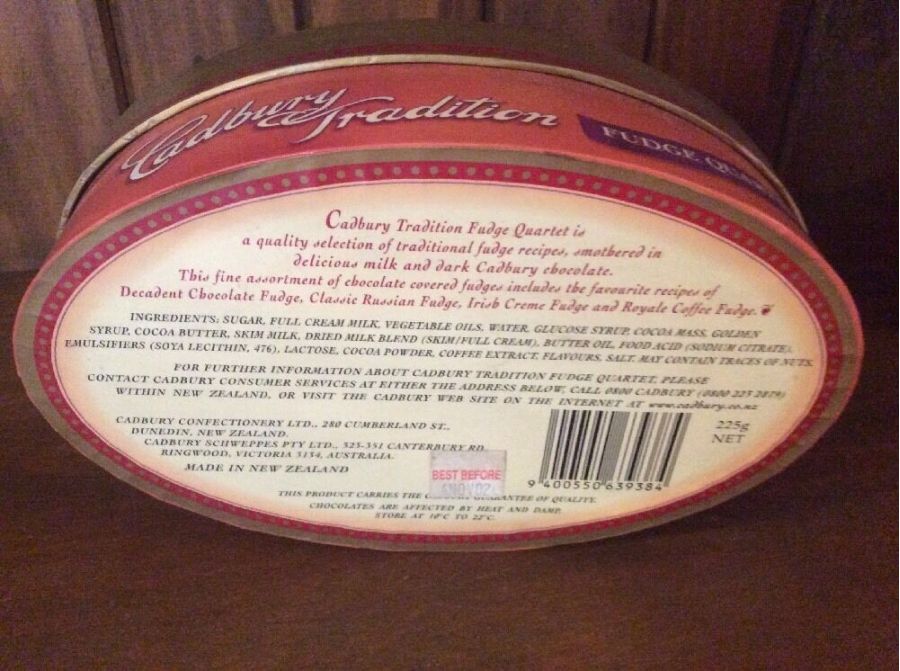 Cadbury Tradition
FUDGE
Cadbury Tradition Fudge Quartet is
a quality selection of traditional fudge recipes, smothered in
delicious milk and dark Cadbury chocolate.
This fine assortment of chocolate covered fudges includes the favourite recipes of
Decadent Chocolate Fudge, Classic Russian Fudge, Irish Creme Fudge and Royale Coffee Fudge.
INGREDIENTS: SUGAR, FULL CREAM MILK, VEGETABLE OILS, WATER, GLUCOSE SYRUP, COCOA MASS, GOLDEN
SYRUP, COCOA BUTTER, SKIM MILK, DRIED MILK BLEND (SKIM/FULL CREAM), BUTTER OIL, FOOD ACID (SODIUM CITRATE),
EMULSIFIERS (SOYA LECITHIN, 476), LACTOSE, COCOA POWDER, COFFEE EXTRACT, FLAVOURS, SALT. MAY CONTAIN TRACES OF NUTS.
FOR FURTHER INFORMATION ABOUT CADBURY TRADITION FUDGE QUARTET, PLEASE
CONTACT CADBURY CONSUMER SERVICES AT EITHER THE ADDRESS BELOW, CALL 0800 CADBURY (0800 223 2879)
WITHIN NEW ZEALAND, OR VISIT THE CADBURY WEB SITE ON THE INTERNET AT www.cadbury.co.nz
CADBURY CONFECTIONERY LTD., 280 CUMBERLAND ST.,
DUNEDIN, NEW ZEALAND.
CADBURY SCHWEPPES PTY LTD., 323-351 CANTERBURY RD,
RINGWOOD, VICTORIA 3134, AUSTRALIA.
MADE IN NEW ZEALAND
225g
NET
BEST BEFORE
9 400550 639384
THIS PRODUCT CARRIES THE GUARANTEE OF QUALITY.
CHOCOLATES ARE AFFECTED BY HEAT AND DAMP.
STORE AT 18°C TO 22°C.